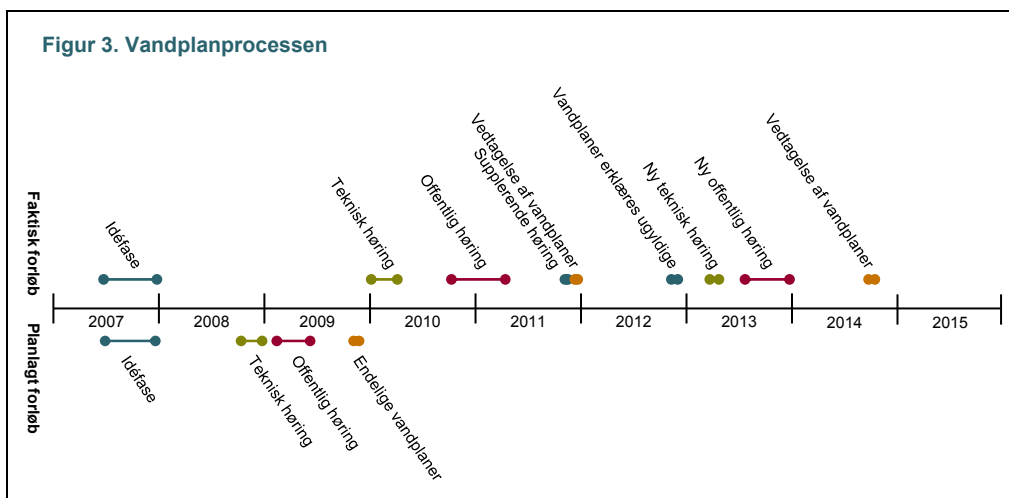 Figur 3. Vandplanprocessen
Faktisk forløb
Idéfase
Teknisk høring
Offentlig høring
Supplerende høring
Vedtagelse af vandplaner
Vandplaner erklæres ugyldige
Ny teknisk høring
Ny offentlig høring
Vedtagelse af vandplaner
2007
2008
2009
2010
2011
2012
2013
2014
2015
Planlagt forløb
Idéfase
Teknisk høring
Offentlig høring
Endelige vandplaner